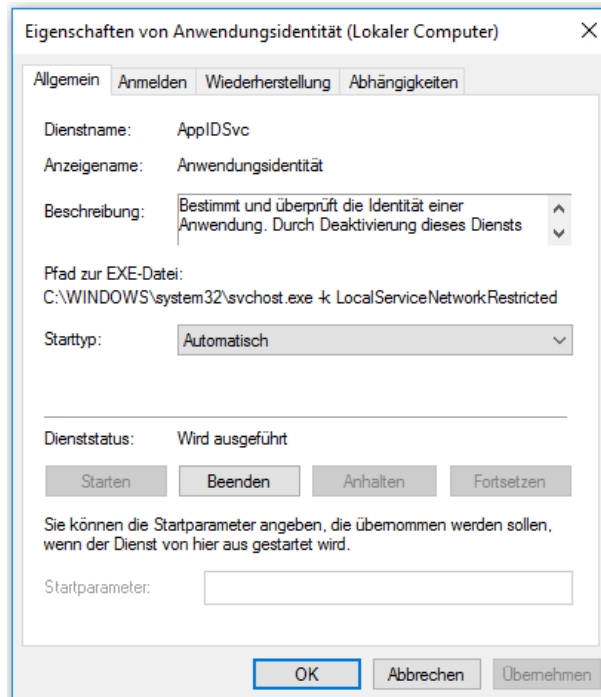 Eigenschaften von Anwendungsidentität (Lokaler Computer)
Allgemein Anmelden Wiederherstellung Abhängigkeiten
Dienstname: AppIDSvc
Anzeigename: Anwendungsidentität
Beschreibung: Bestimmt und überprüft die Identität einer
Anwendung. Durch Deaktivierung dieses Diensts
Pfad zur EXE-Datei:
C:\WINDOWS\system32\svchost.exe -k LocalServiceNetworkRestricted
Starttyp: Automatisch
Dienststatus: Wird ausgeführt
Starten Beenden Anhalten Fortsetzen
Sie können die Startparameter angeben, die übernommen werden sollen,
wenn der Dienst von hier aus gestartet wird.
Startparameter:
OK Abbrechen Übernehmen